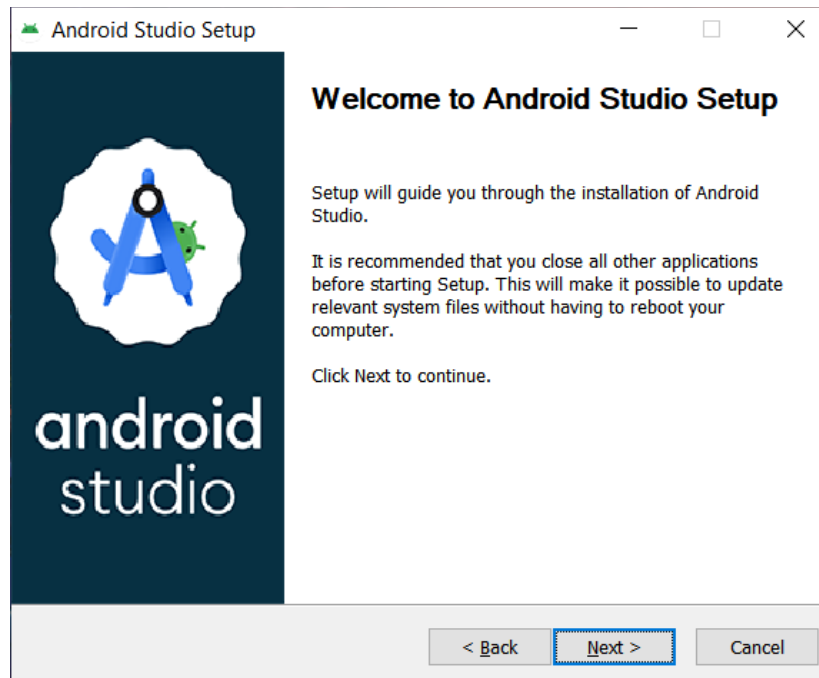 Android Studio Setup
Welcome to Android Studio Setup
Setup will guide you through the installation of Android
Studio.
It is recommended that you close all other applications
before starting Setup. This will make it possible to update
relevant system files without having to reboot your
computer.
Click Next to continue.
android
studio
< Back
Next >
Cancel